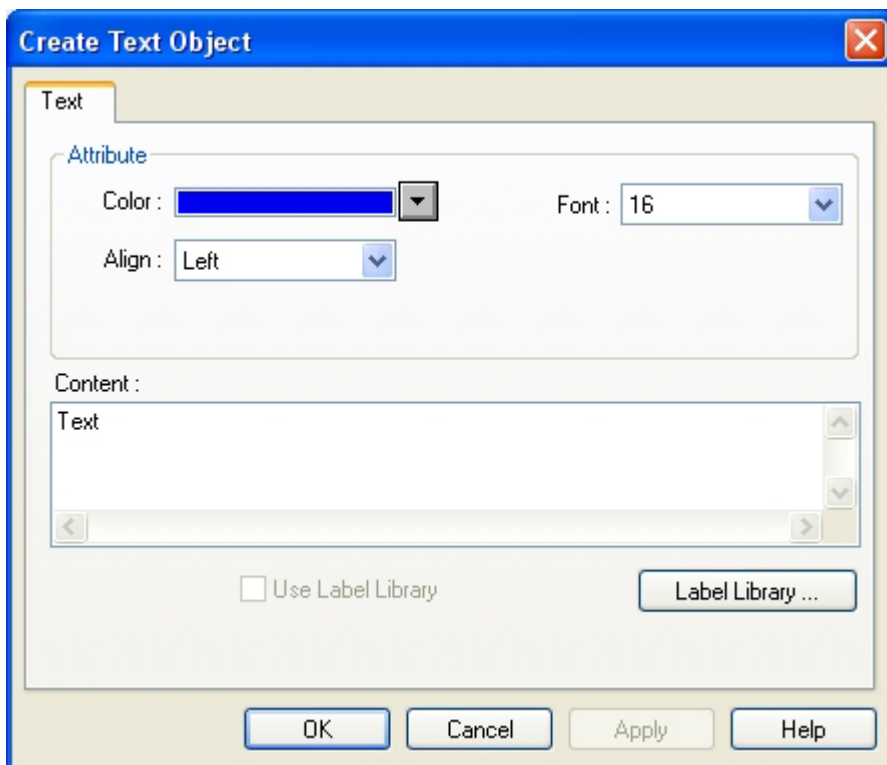 Create Text Object
Text
Attribute
Color : Font : 16
Align : Left
Content :
Text
Use Label Library Label Library ...
OK Cancel Apply Help